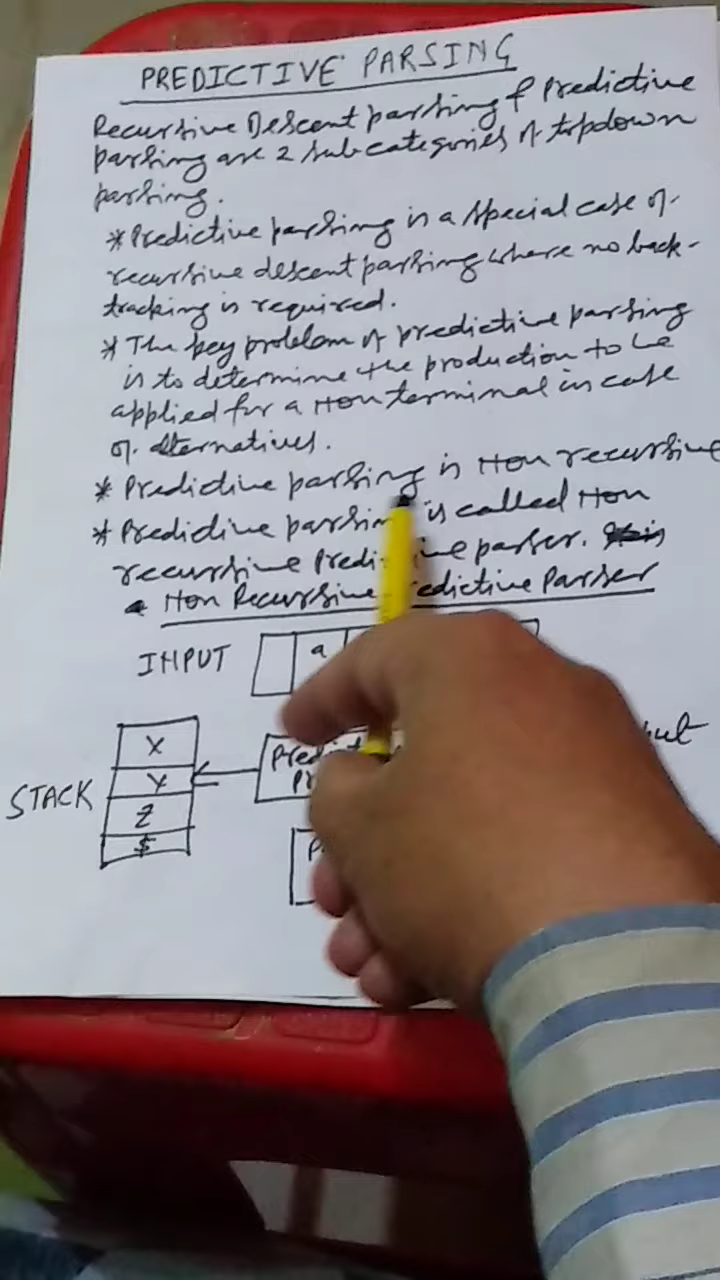 PREDICTIVE PARSING
Recursive Descent parsing & Predictive
parsing are 2 subcategories of topdown
parsing.
* Predictive parsing is a special case of
recursive descent parsing where no back-
tracking is required.
* The key problem of predictive parsing
is to determine the production to be
applied for a Non terminal in case
of alternatives.
* Predictive parsing is Non recursive
* Predictive parsing is called Non
recursive Predictive parser.
Non Recursive Predictive Parser
INPUT a
X
STACK Y
Z
$